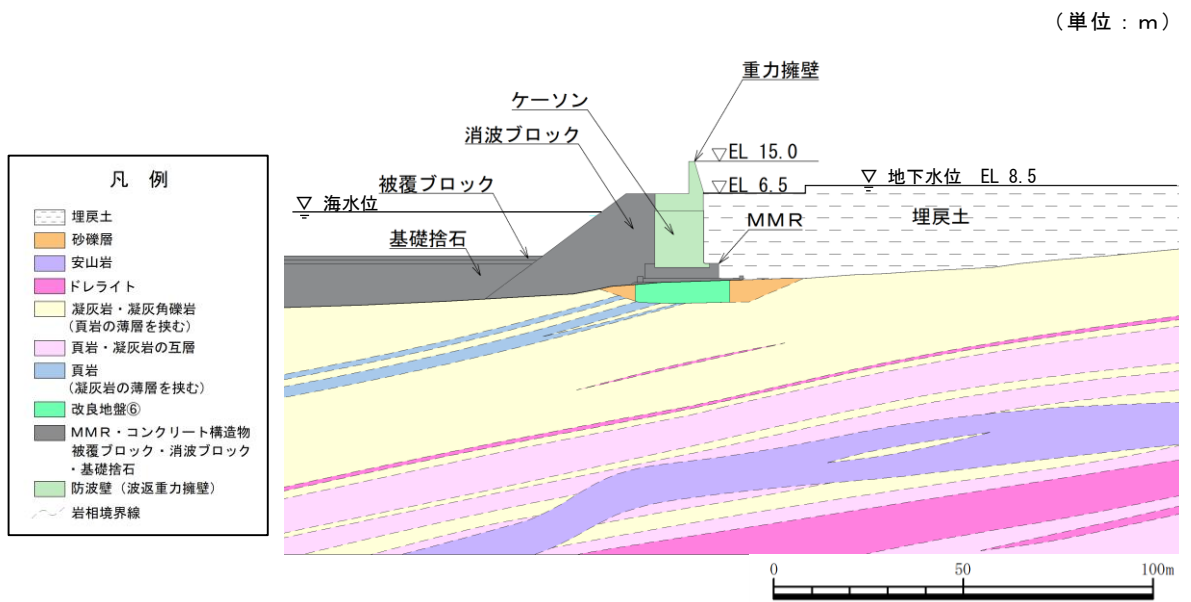 （単位：m）
重力擁壁
ケーソン
消波ブロック
▽EL 15.0
被覆ブロック
▽EL 6.5
▽ 地下水位 EL 8.5
▽ 海水位
埋戻土
MMR
基礎捨石
凡 例
埋戻土
砂礫層
安山岩
ドレライト
凝灰岩・凝灰角礫岩
(頁岩の薄層を挟む)
頁岩・凝灰岩の互層
頁岩
(凝灰岩の薄層を挟む)
改良地盤⑥
MMR・コンクリート構造物
被覆ブロック・消波ブロック
・基礎捨石
防波壁（波返重力擁壁）
岩相境界線
0 50 100m